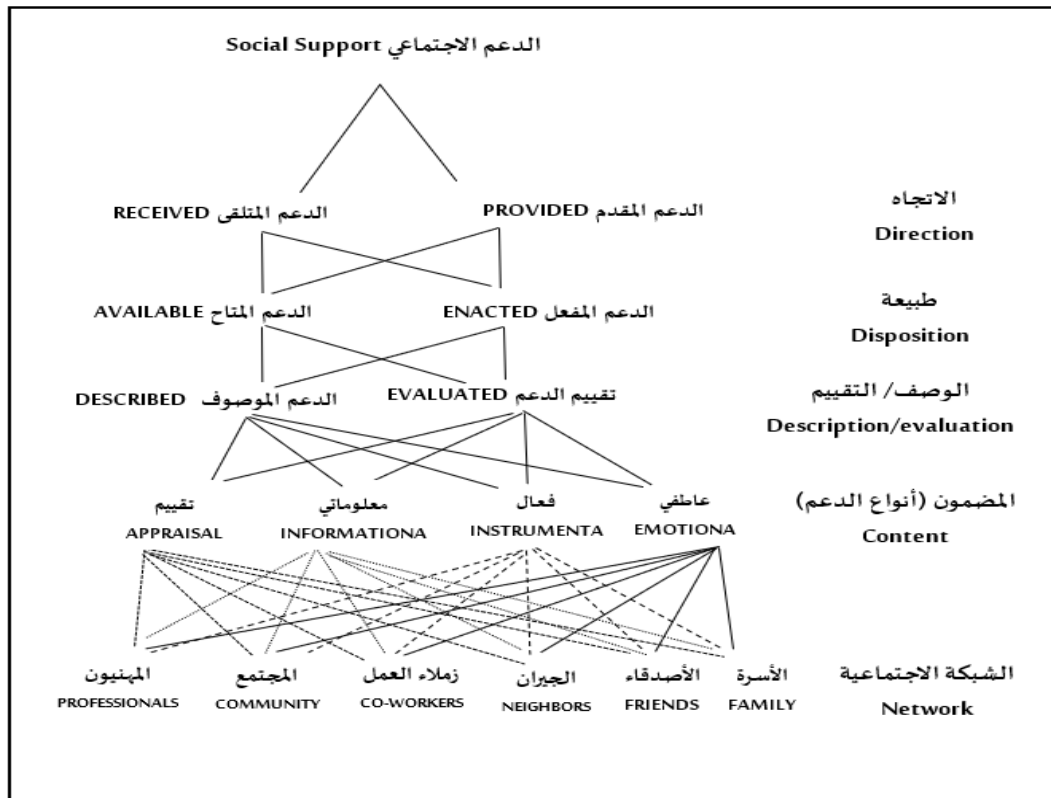 الدعم الاجتماعي Social Support
الدعم المتلقى RECEIVED
الدعم المقدم PROVIDED
الاتجاه
Direction
الدعم المتاح AVAILABLE
الدعم المفعل ENACTED
طبيعة
Disposition
الدعم الموصوف DESCRIBED
تقييم الدعم EVALUATED
الوصف/ التقييم
Description/evaluation
تقييم
APPRAISAL
معلوماتي
INFORMATIONA
فعال
INSTRUMENTA
عاطفي
EMOTIONA
المضمون (أنواع الدعم)
Content
المهنيون
PROFESSIONALS
المجتمع
COMMUNITY
زملاء العمل
CO-WORKERS
الجيران
NEIGHBORS
الأصدقاء
FRIENDS
الأسرة
FAMILY
الشبكة الاجتماعية
Network